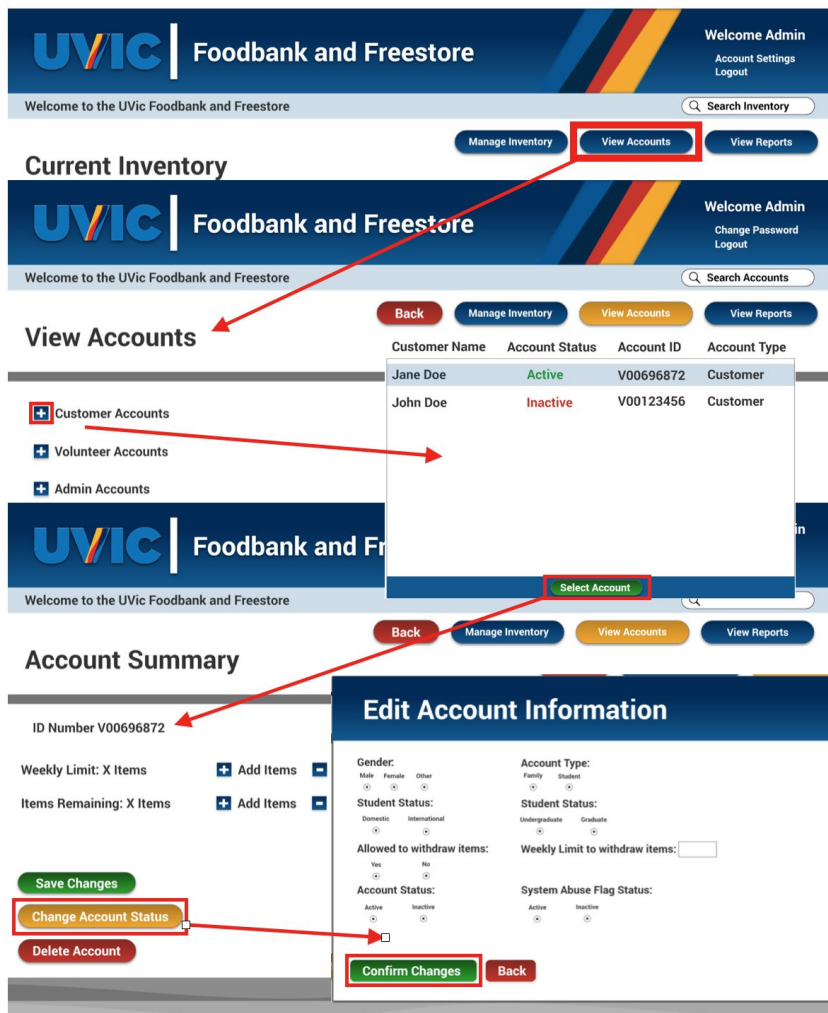 UVIC Foodbank and Freestore
Welcome Admin
Account Settings
Logout
Welcome to the UVic Foodbank and Freestore
Search Inventory
Manage Inventory View Accounts View Reports
Current Inventory
UVIC Foodbank and Freestore
Welcome Admin
Change Password
Logout
Welcome to the UVic Foodbank and Freestore
Search Accounts
Back Manage Inventory View Accounts View Reports
View Accounts
Customer Name Account Status Account ID Account Type
Jane Doe Active V00696872 Customer
John Doe Inactive V00123456 Customer
Customer Accounts
Volunteer Accounts
Admin Accounts
Select Account
UVIC Foodbank and Fr
in
Welcome to the UVic Foodbank and Freestore
Back Manage Inventory View Accounts View Reports
Account Summary
ID Number V00696872
Weekly Limit: X Items Add Items
Items Remaining: X Items Add Items
Save Changes
Change Account Status
Delete Account
Edit Account Information
Gender: Account Type:
Male Female Other Family Student
Student Status: Student Status:
Domestic International Undergraduate Graduate
Allowed to withdraw items: Weekly Limit to withdraw items:
Yes No
Account Status: System Abuse Flag Status:
Active Inactive Active Inactive
Confirm Changes Back